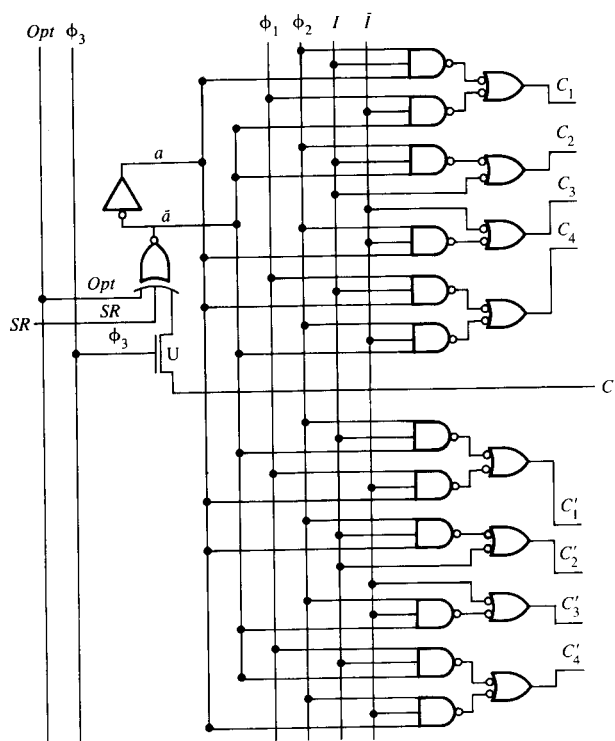 Opt ϕ₃ ϕ₁ ϕ₂ I Ī
C₁
C₂
a
C₃
ā
C₄
Opt
SR SR
ϕ₃
U
C
C′₁
C′₂
C′₃
C′₄